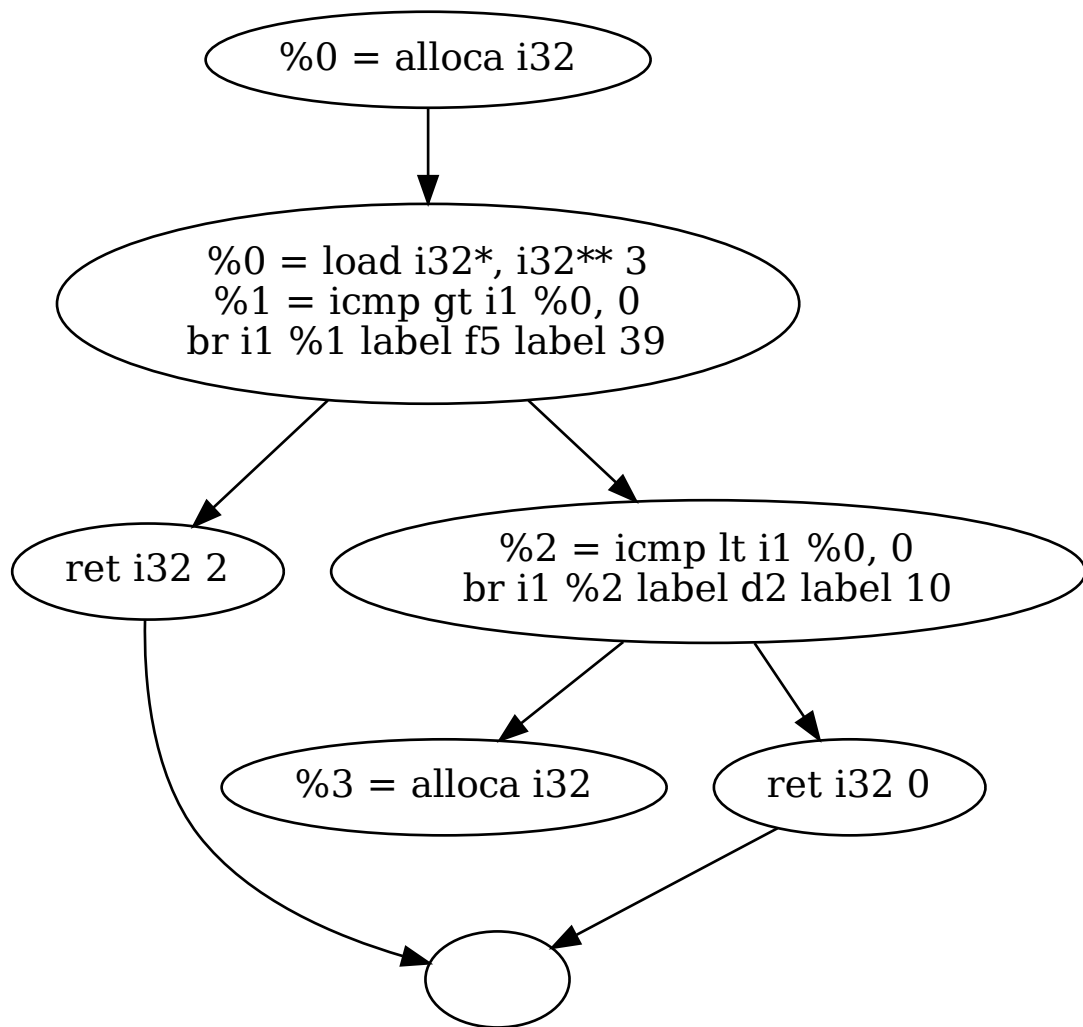 %0 = alloca i32
%0 = load i32*, i32** 3
%1 = icmp gt i1 %0, 0
br i1 %1 label f5 label 39
ret i32 2
%2 = icmp lt i1 %0, 0
br i1 %2 label d2 label 10
%3 = alloca i32
ret i32 0